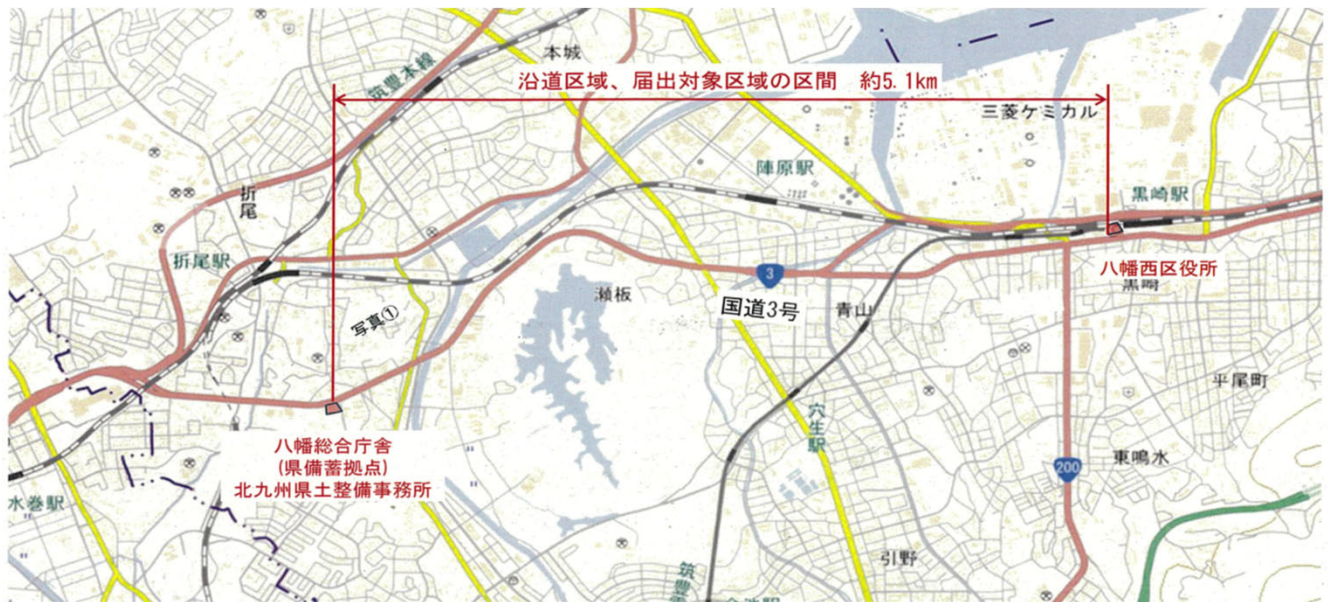 本城
筑豊本線
沿道区域、届出対象区域の区間 約5.1km
三菱ケミカル
陣原駅
黒崎駅
折尾
折尾駅
八幡西区役所
黒崎
3
国道3号
瀬板
青山
写真①
平尾町
穴生駅
八幡総合庁舎
(県備蓄拠点)
北九州県土整備事務所
200
東鳴水
水巻駅
引野
筑豊